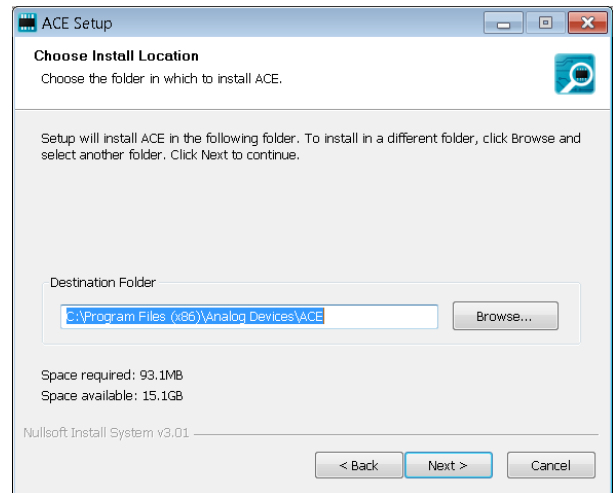 ACE Setup
Choose Install Location
Choose the folder in which to install ACE.
Setup will install ACE in the following folder. To install in a different folder, click Browse and
select another folder. Click Next to continue.
Destination Folder
C:\Program Files (x86)\Analog Devices\ACE
Browse...
Space required: 93.1MB
Space available: 15.1GB
Nullsoft Install System v3.01
< Back
Next >
Cancel